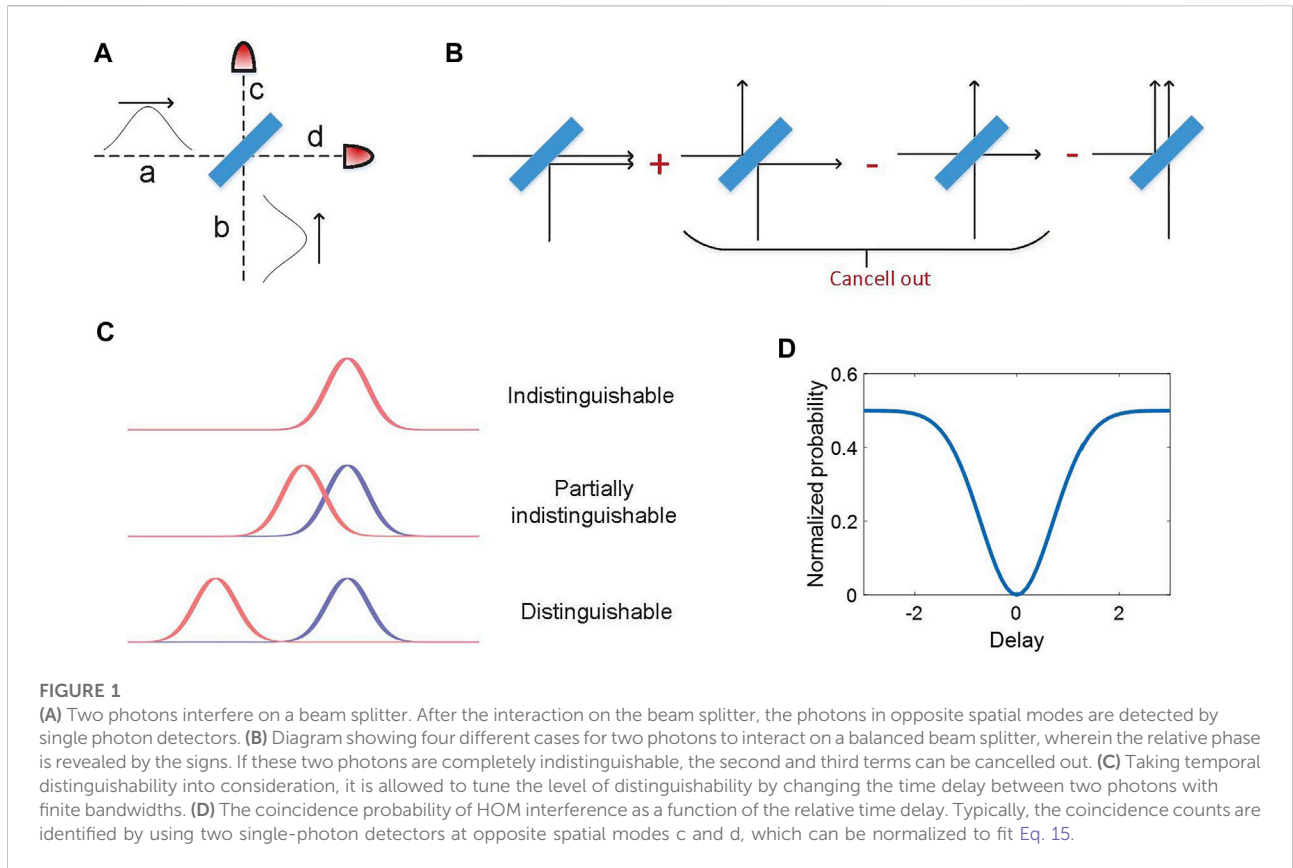 A
c
d
a
b
B
+
-
-
Cancell out
C
Indistinguishable
Partially
indistinguishable
Distinguishable
D
Normalized probability
0.6
0.4
0.2
0
-2
0
2
Delay
FIGURE 1
(A) Two photons interfere on a beam splitter. After the interaction on the beam splitter, the photons in opposite spatial modes are detected by
single photon detectors. (B) Diagram showing four different cases for two photons to interact on a balanced beam splitter, wherein the relative phase
is revealed by the signs. If these two photons are completely indistinguishable, the second and third terms can be cancelled out. (C) Taking temporal
distinguishability into consideration, it is allowed to tune the level of distinguishability by changing the time delay between two photons with
finite bandwidths. (D) The coincidence probability of HOM interference as a function of the relative time delay. Typically, the coincidence counts are
identified by using two single-photon detectors at opposite spatial modes c and d, which can be normalized to fit Eq. 15.